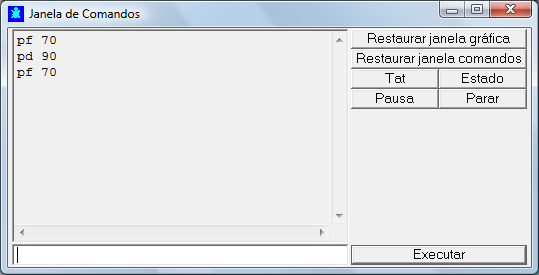 Janela de Comandos
pf 70
pd 90
pf 70
Restaurar janela gráfica
Restaurar janela comandos
Tat Estado
Pausa Parar
Executar